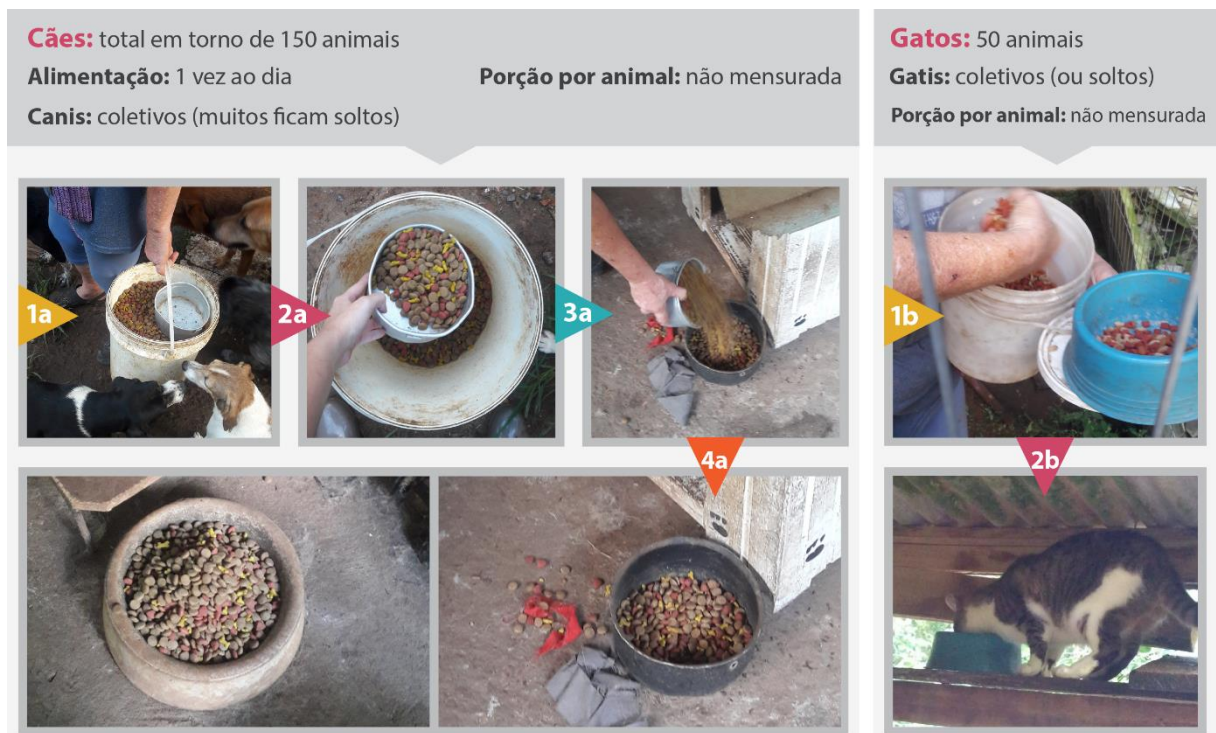 Cães: total em torno de 150 animais
Alimentação: 1 vez ao dia
Porção por animal: não mensurada
Canis: coletivos (muitos ficam soltos)
Gatos: 50 animais
Gatis: coletivos (ou soltos)
Porção por animal: não mensurada
1a
2a
3a
4a
1b
2b